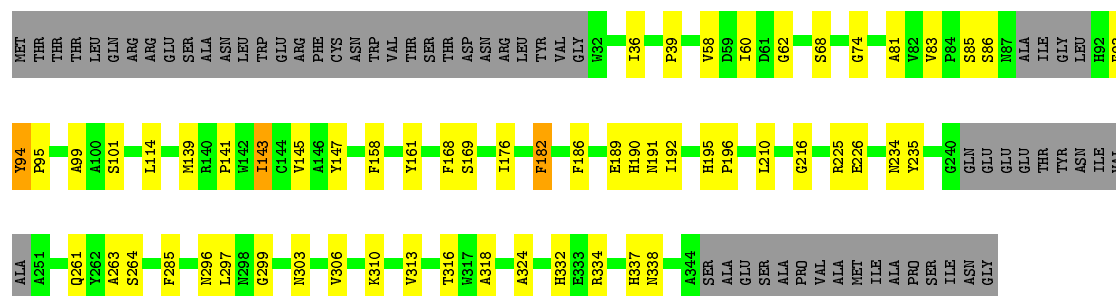 MET THR THR THR LEU GLN ARG ARG GLU SER ALA ASN LEU TRP GLU ARG PHE CYS ASN TRP VAL THR SER THR ASP ASN ARG LEU TYR VAL GLY W32 I36 P39 V58 D59 I60 D61 G62 S68 G74 A81 V82 V83 P84 S85 S86 N87 ALA ILE GLY LEU H92
Y94 P95 A99 A100 S101 L114 M139 R140 P141 W142 I143 C144 V145 A146 Y147 F158 Y161 F168 S169 I176 F182 F186 E189 H190 N191 I192 H195 P196 L210 G216 R225 E226 N234 Y235 G240 GLN GLU GLU GLU THR TYR ASN ILE
ALA A251 Q261 Y262 A263 S264 F285 N296 L297 N298 G299 N303 V306 K310 V313 T316 W317 A318 A324 H332 E333 R334 H337 N338 A344 SER ALA GLU SER ALA PRO VAL ALA MET ILE ALA PRO SER ILE ASN GLY